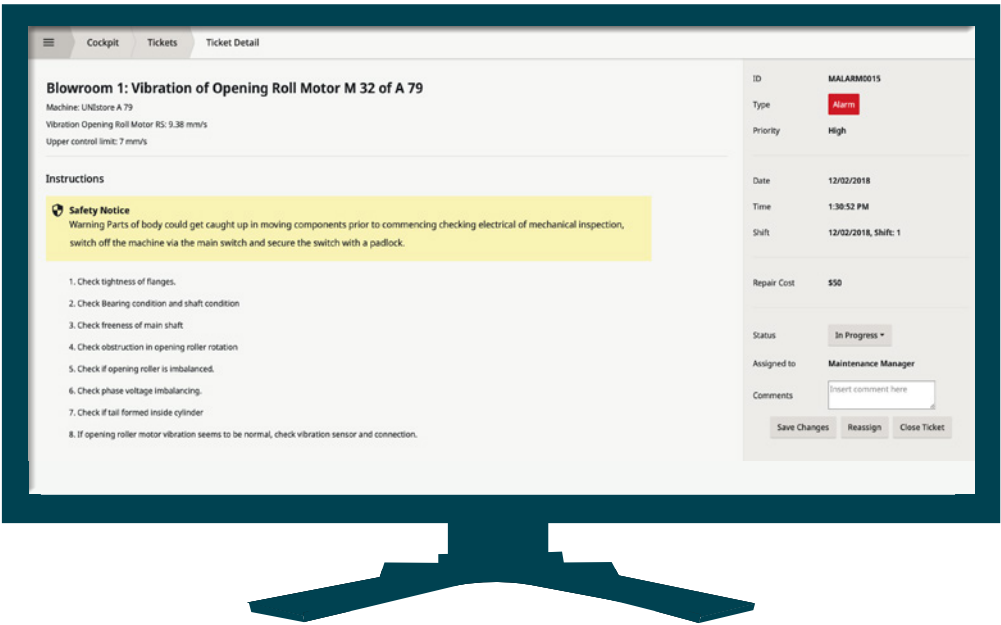 Cockpit Tickets Ticket Detail
Blowroom 1: Vibration of Opening Roll Motor M 32 of A 79
Machine: UNIstore A 79
Vibration Opening Roll Motor RS: 9.38 mm/s
Upper control limit: 7 mm/s
Instructions
Safety Notice
Warning Parts of body could get caught up in moving components prior to commencing checking electrical of mechanical inspection,
switch off the machine via the main switch and secure the switch with a padlock.
1. Check tightness of flanges.
2. Check Bearing condition and shaft condition
3. Check freeness of main shaft
4. Check obstruction in opening roller rotation
5. Check if opening roller is imbalanced.
6. Check phase voltage imbalancing.
7. Check if tail formed inside cylinder
8. If opening roller motor vibration seems to be normal, check vibration sensor and connection.
ID MALARM0015
Type Alarm
Priority High
Date 12/02/2018
Time 1:30:52 PM
Shift 12/02/2018, Shift: 1
Repair Cost $50
Status In Progress
Assigned to Maintenance Manager
Comments Insert comment here
Save Changes Reassign Close Ticket